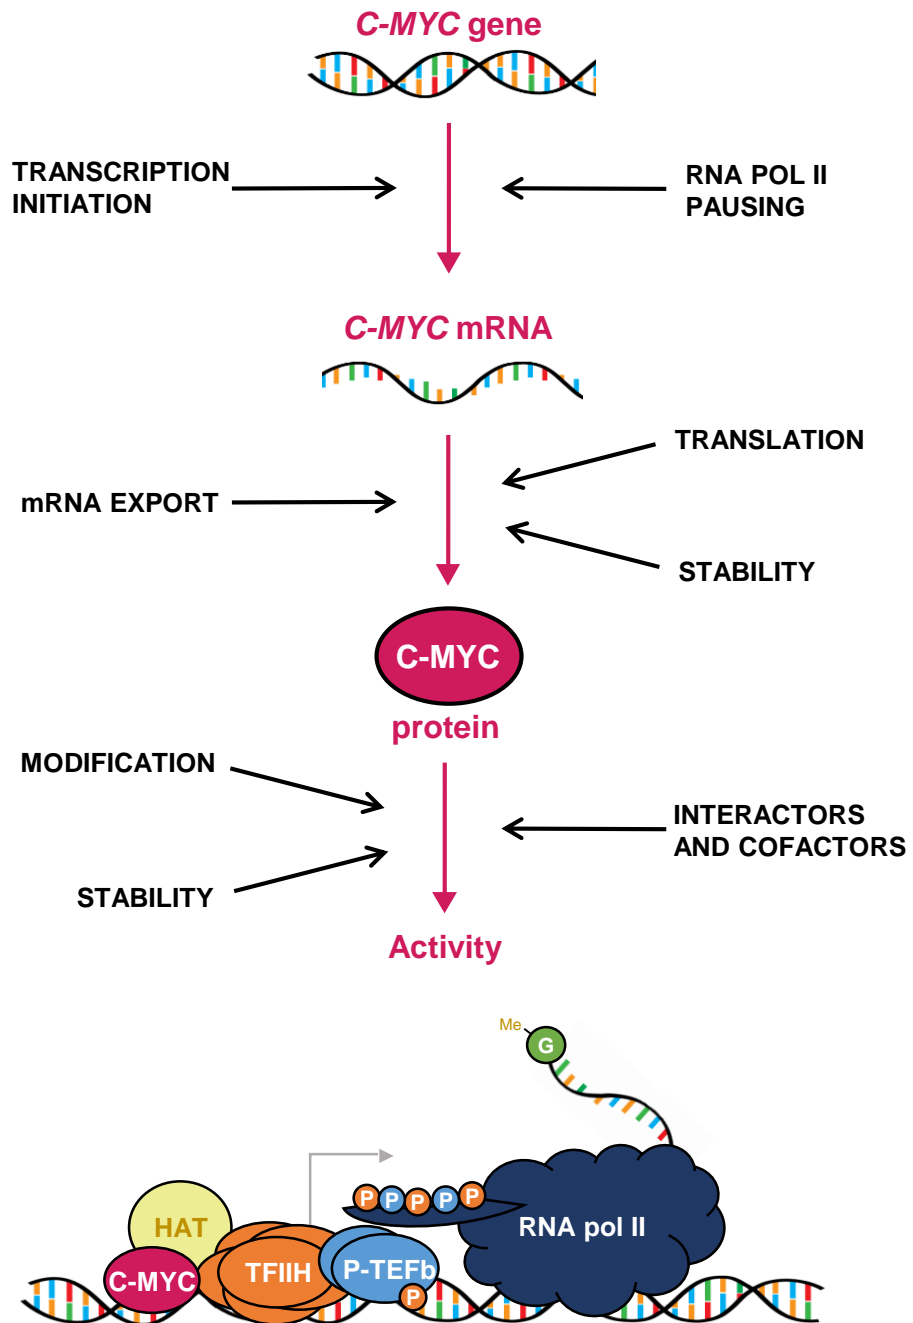 C-MYC gene
TRANSCRIPTION
INITIATION
RNA POL II
PAUSING
C-MYC mRNA
TRANSLATION
mRNA EXPORT
STABILITY
C-MYC
protein
MODIFICATION
INTERACTORS
AND COFACTORS
STABILITY
Activity
Me
G
P P P P P
RNA pol II
HAT
C-MYC
TFIIH
P-TEFb
P